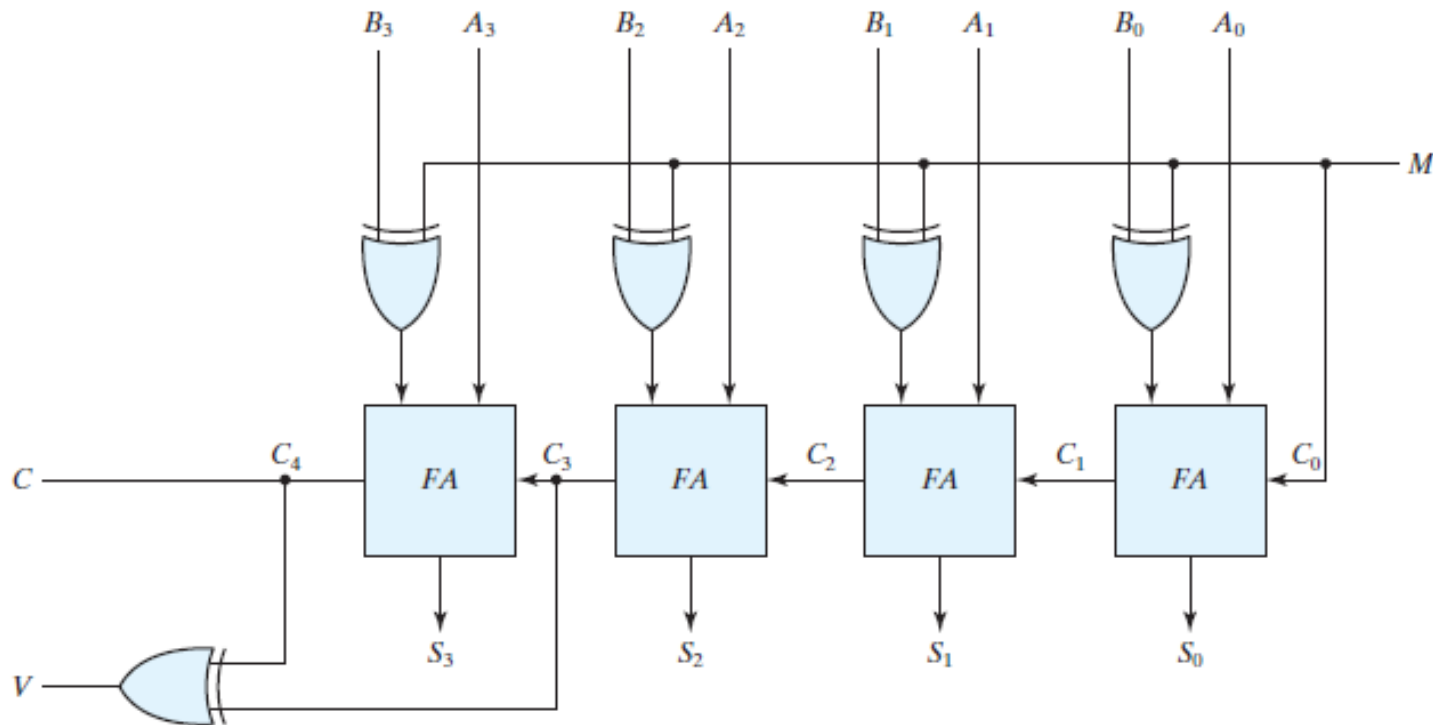 B₃ A₃ B₂ A₂ B₁ A₁ B₀ A₀
M
C C₄ FA C₃ FA C₂ FA C₁ FA C₀
S₃ S₂ S₁ S₀
V